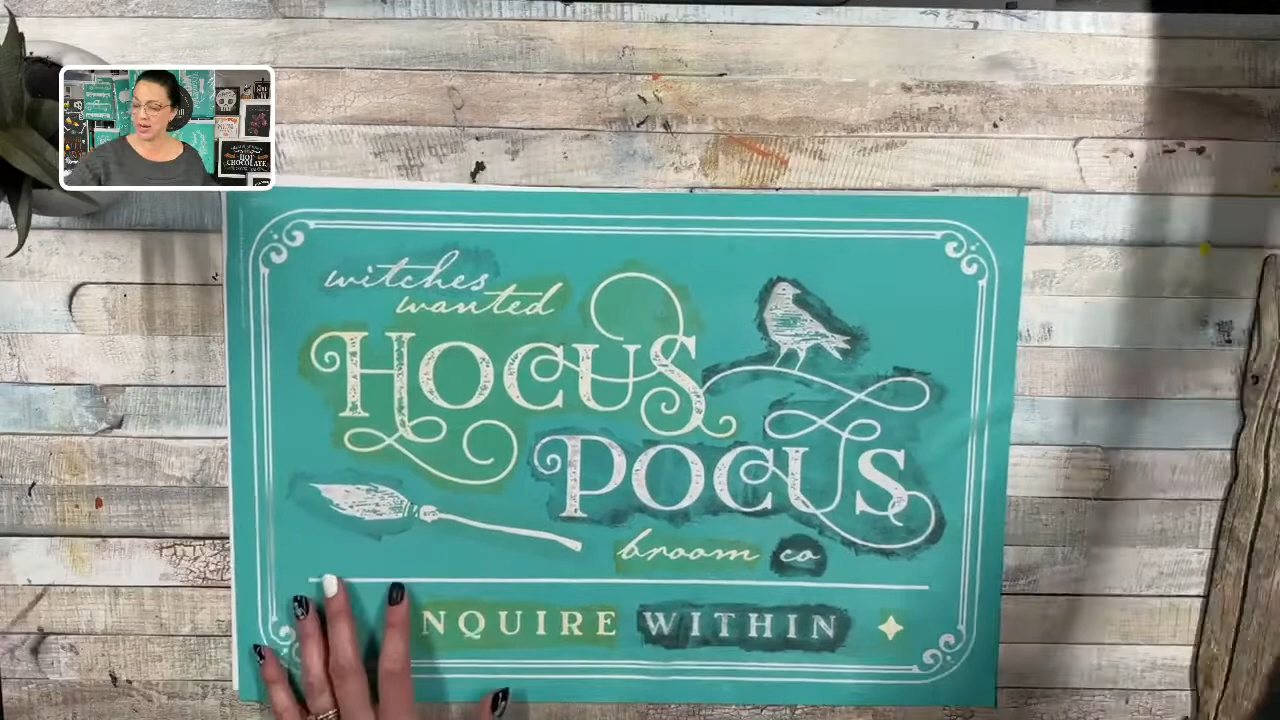 witches
wanted
HOCUS
POCUS
broom co
NQUIRE WITHIN
HOT
CHOCOLATE